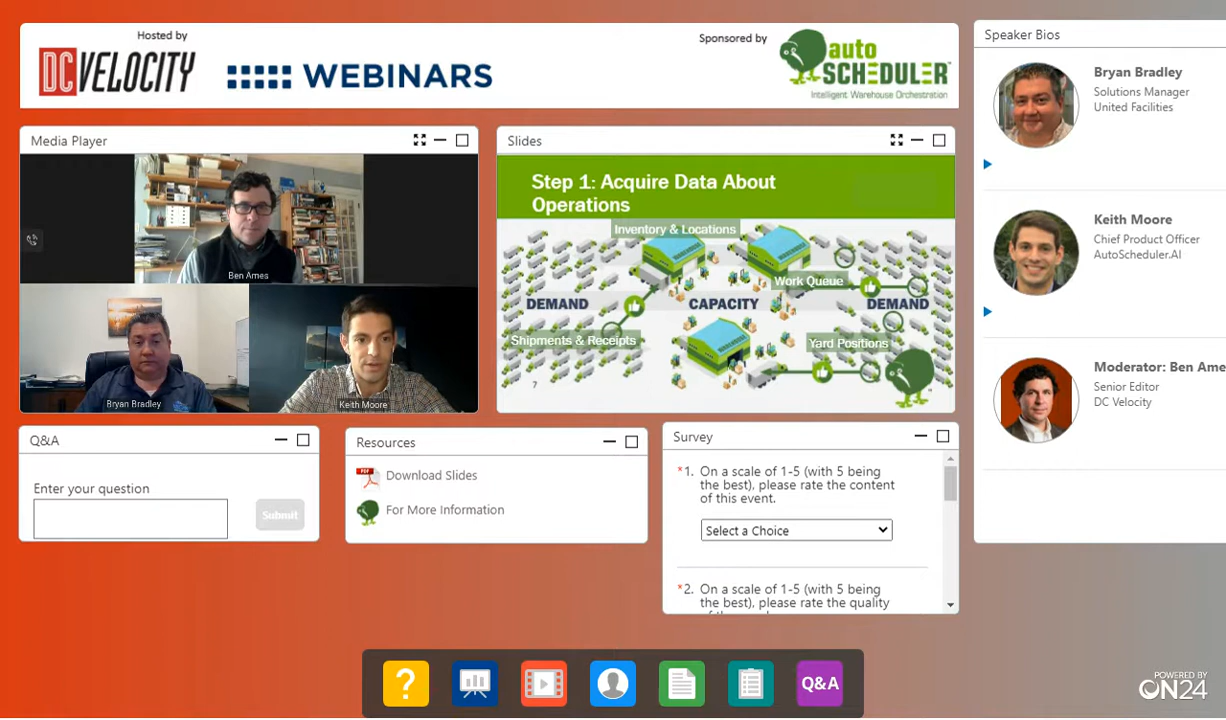 Hosted by
DCVELOCITY
WEBINARS
Sponsored by
auto
SCHEDULER
Intelligent Warehouse Orchestration
Media Player
Ben Ames
Bryan Bradley
Keith Moore
Slides
Step 1: Acquire Data About
Operations
Inventory & Locations
Work Queue
DEMAND
CAPACITY
DEMAND
Shipments & Receipts
Yard Positions
7
Speaker Bios
Bryan Bradley
Solutions Manager
United Facilities
Keith Moore
Chief Product Officer
AutoScheduler.AI
Moderator: Ben Ame
Senior Editor
DC Velocity
Q&A
Enter your question
Submit
Resources
PDF
Download Slides
For More Information
Survey
*1. On a scale of 1-5 (with 5 being
the best), please rate the content
of this event.
Select a Choice
*2. On a scale of 1-5 (with 5 being
the best), please rate the quality
?
Q&A
POWERED BY
ON24